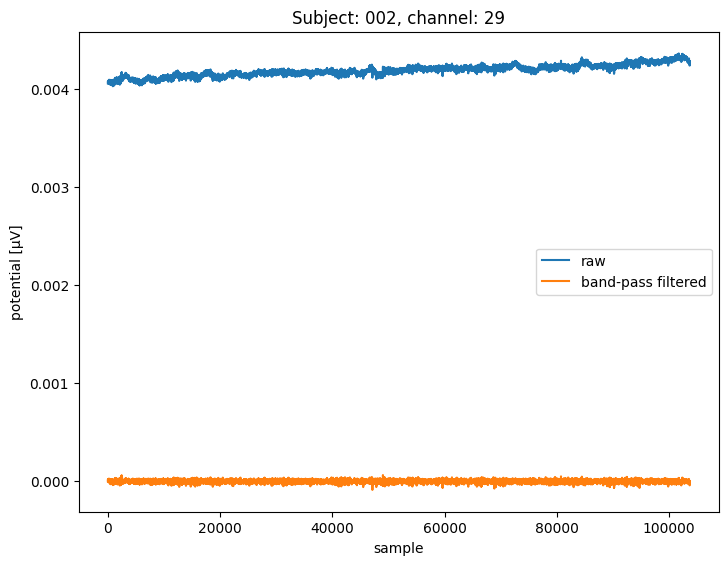 Subject: 002, channel: 29
potential [µV]
0.004
0.003
0.002
0.001
0.000
raw
band-pass filtered
0
20000
40000
60000
80000
100000
sample